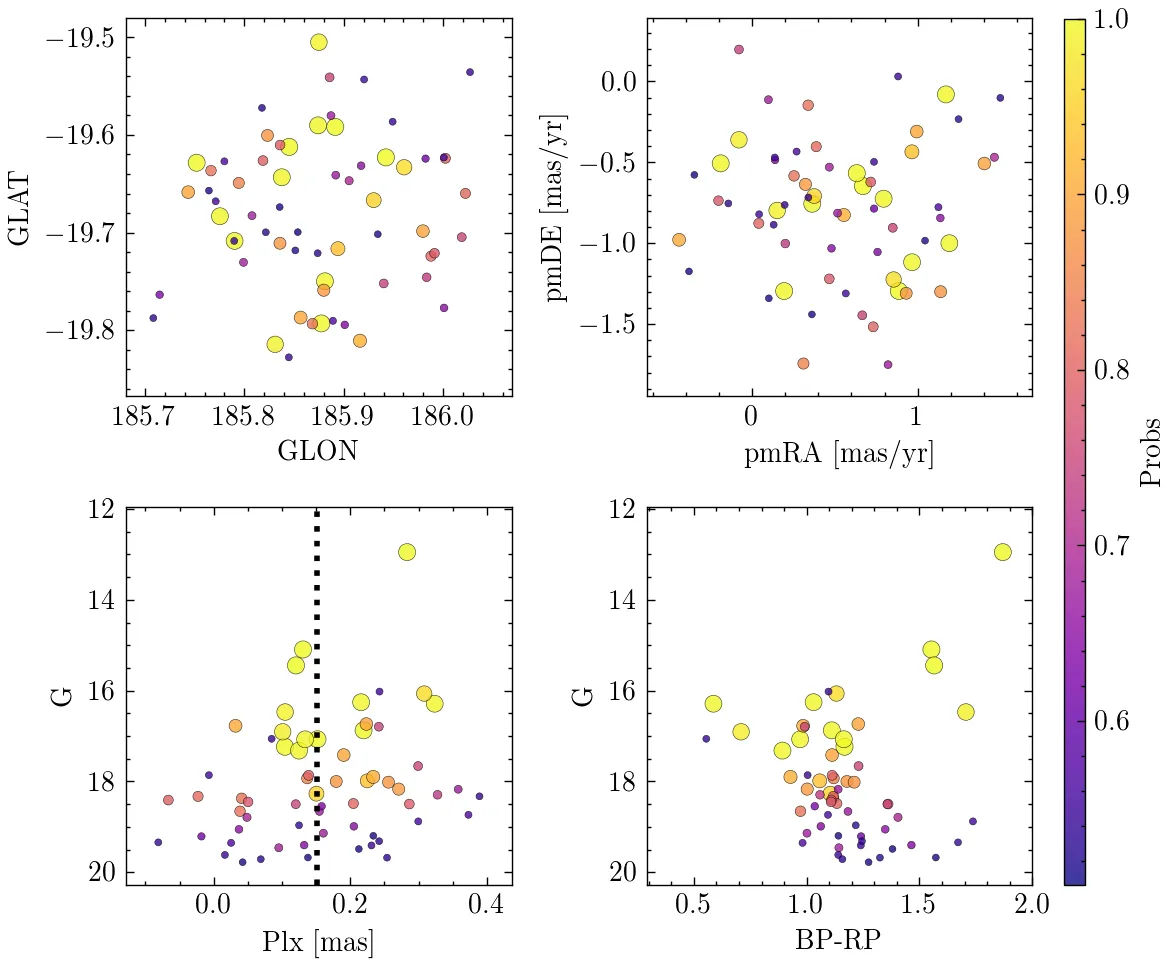 −19.5
−19.6
−19.7
−19.8
GLAT
185.7 185.8 185.9 186.0
GLON
0.0
−0.5
−1.0
−1.5
pmDE [mas/yr]
0 1
pmRA [mas/yr]
12
14
16
18
20
G
0.0 0.2 0.4
Plx [mas]
12
14
16
18
20
G
0.5 1.0 1.5 2.0
BP-RP
1.0
0.9
0.8
0.7
0.6
Probs